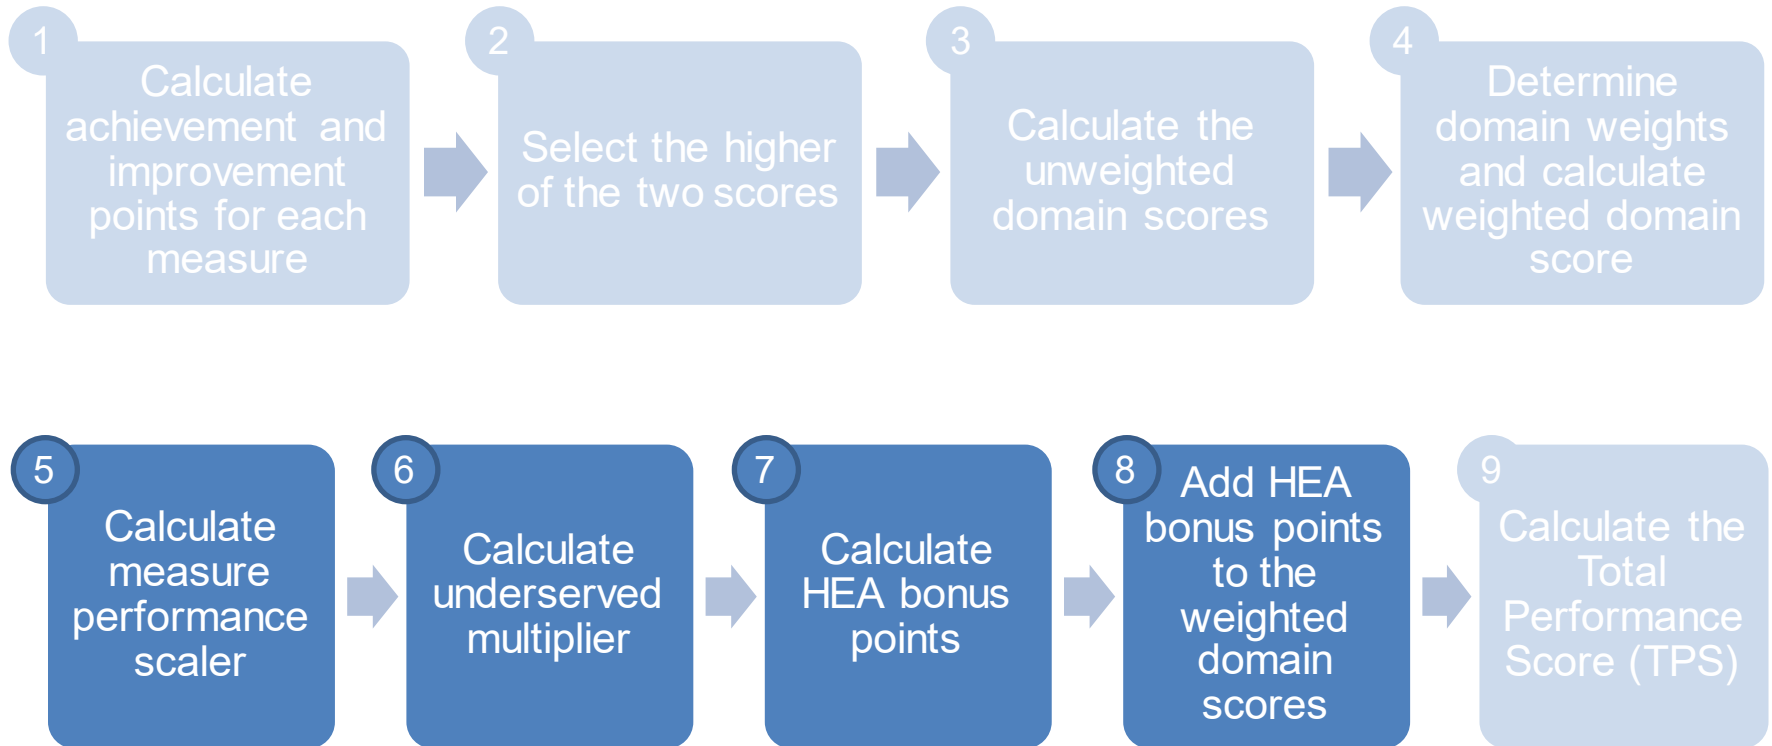 1
Calculate
achievement and
improvement
points for each
measure
2
Select the higher
of the two scores
3
Calculate the
unweighted
domain scores
4
Determine
domain weights
and calculate
weighted domain
score
5
Calculate
measure
performance
scaler
6
Calculate
underserved
multiplier
7
Calculate
HEA bonus
points
8
Add HEA
bonus points
to the
weighted
domain
scores
9
Calculate the
Total
Performance
Score (TPS)